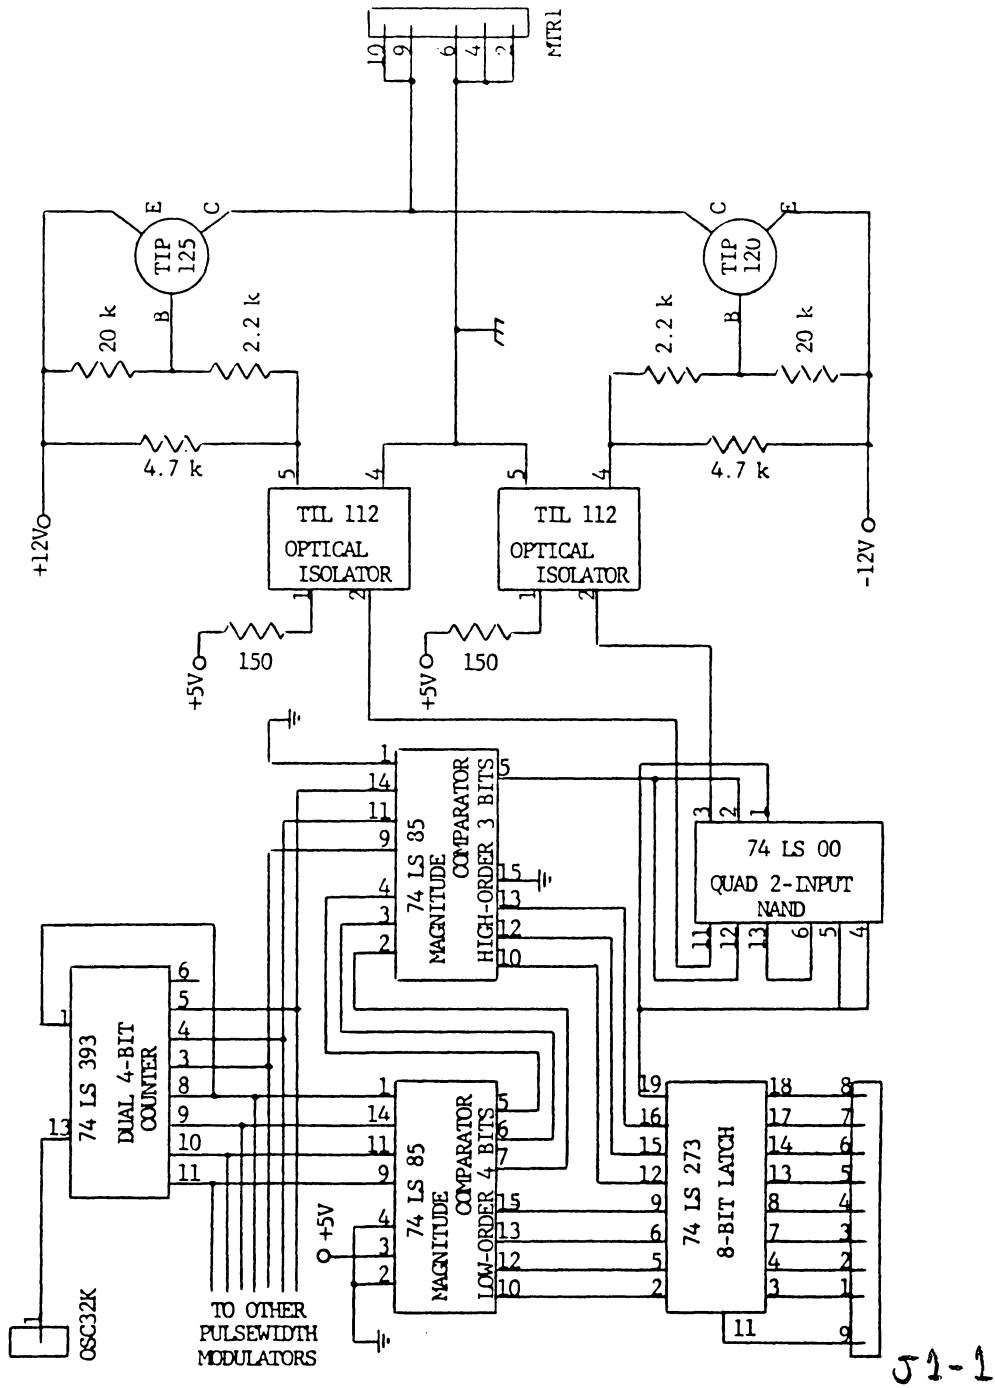 MTR1
10
9
6
4
2
E
C
TIP
125
B
20 k
2.2 k
4.7 k
5
4
C
E
TIP
120
B
2.2 k
20 k
4.7 k
5
4
+12V
-12V
TIL 112
OPTICAL
ISOLATOR
1
2
TIL 112
OPTICAL
ISOLATOR
1
2
+5V
150
+5V
150
1
14
11
9
4
3
2
74 LS 85
MAGNITUDE
COMPARATOR
HIGH-ORDER 3 BITS
5
15
13
12
10
3
2
1
74 LS 00
QUAD 2-INPUT
NAND
11
12
13
6
5
4
1
13
74 LS 393
DUAL 4-BIT
COUNTER
6
5
4
3
8
9
10
11
1
14
11
9
4
3
2
+5V
74 LS 85
MAGNITUDE
COMPARATOR
LOW-ORDER 4 BITS
5
6
7
15
13
12
10
19
16
15
12
9
6
5
2
74 LS 273
8-BIT LATCH
18
17
14
13
8
7
4
3
11
8
7
6
5
4
3
2
1
9
1
OSC32K
TO OTHER
PULSEWIDTH
MODULATORS
J1-1